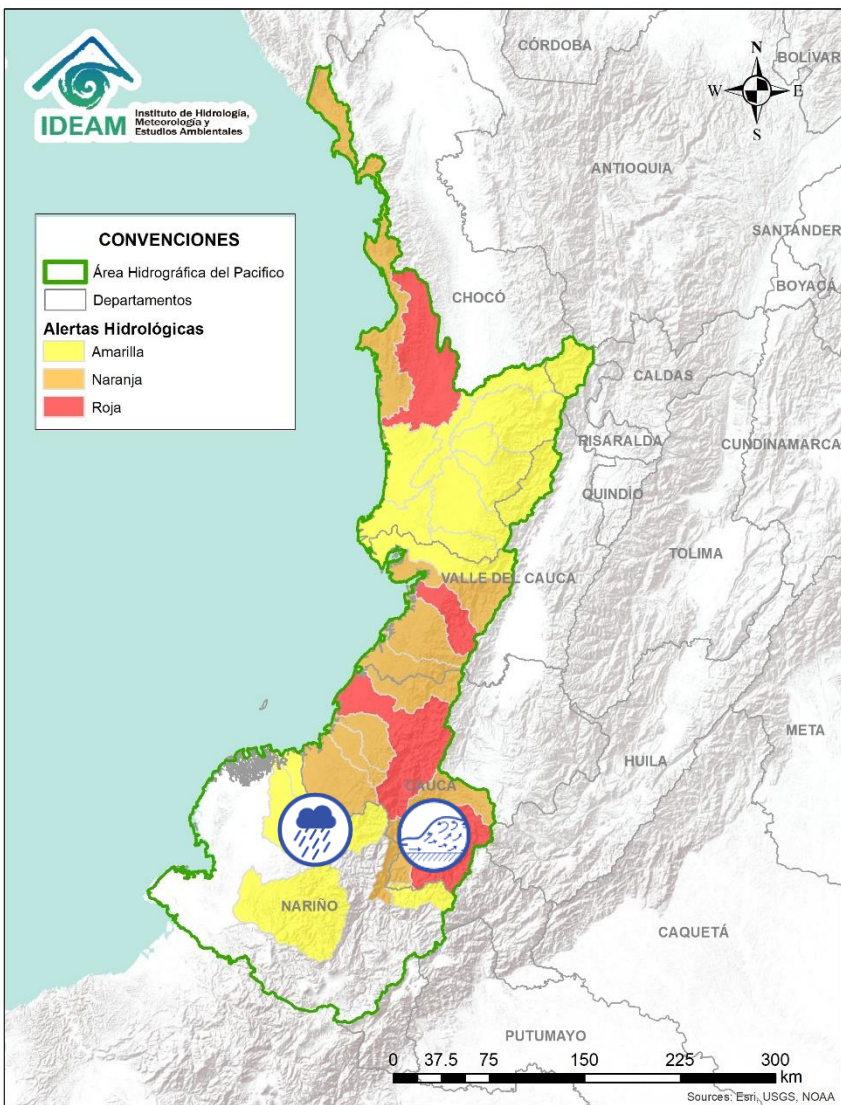 IDEAM
Instituto de Hidrología,
Meteorología y
Estudios Ambientales
CÓRDOBA
BOLÍVAR
N
W
E
S
ANTIOQUIA
SANTANDER
BOYACÁ
CONVENCIONES
Área Hidrográfica del Pacifico
Departamentos
Alertas Hidrológicas
Amarilla
Naranja
Roja
CHOCÓ
CALDAS
RISARALDA
CUNDINAMARCA
QUINDÍO
TOLIMA
VALLE DEL CAUCA
META
HUILA
CAUCA
NARIÑO
CAQUETÁ
PUTUMAYO
0 37.5 75 150 225 300
km
Sources: Esri, USGS, NOAA